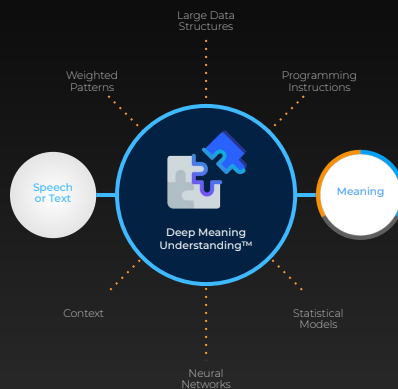 Large Data
Structures
Weighted
Patterns
Programming
Instructions
Speech
or Text
Deep Meaning
Understanding™
Meaning
Context
Statistical
Models
Neural
Networks